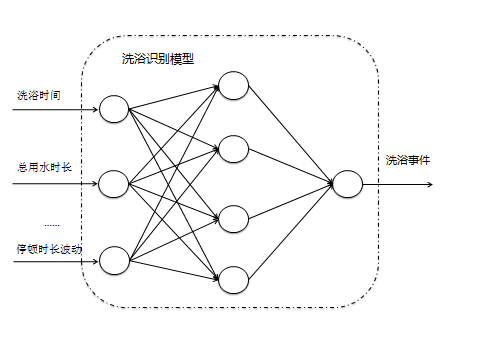 洗浴识别模型
洗浴时间
洗浴事件
总用水时长
......
停顿时长波动